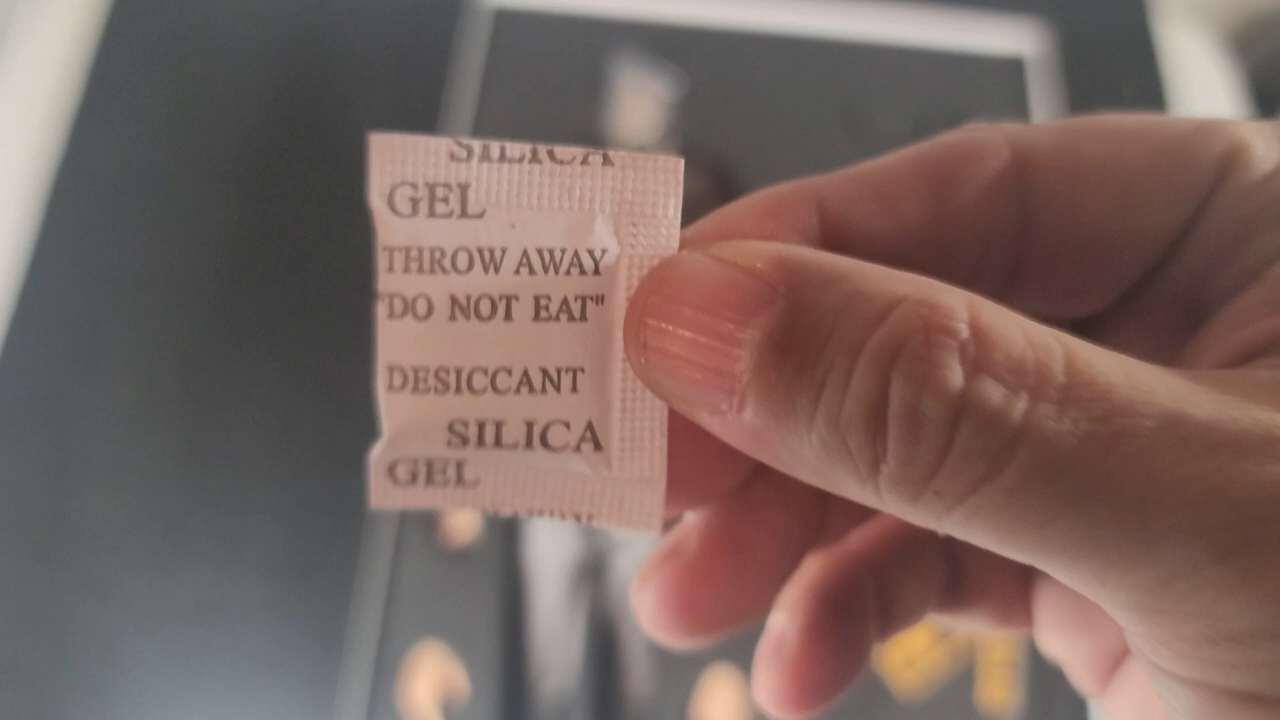 SILICA
GEL
THROW AWAY
"DO NOT EAT"
DESICCANT
SILICA
GEL